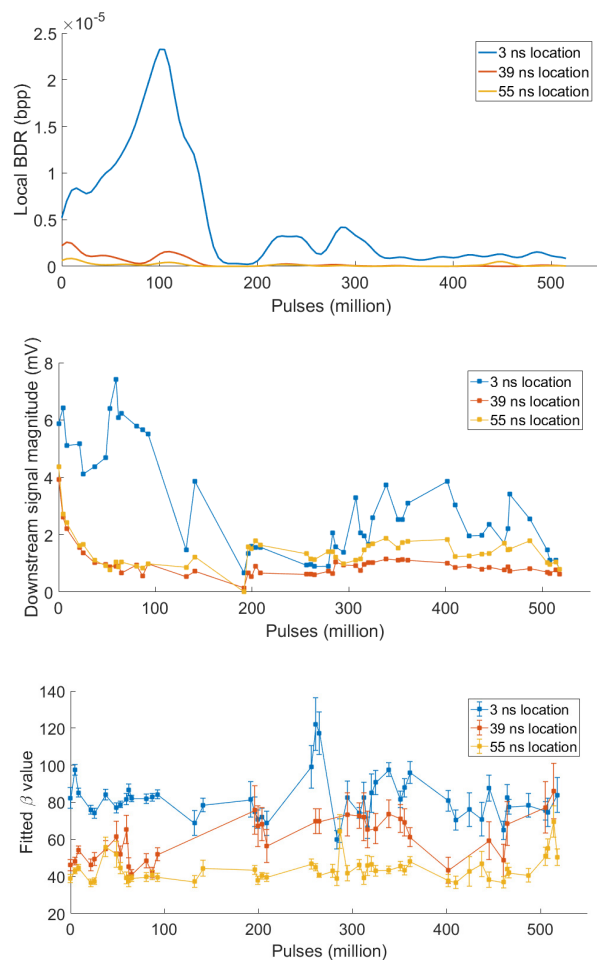 ×10⁻⁵
2.5
2
1.5
1
0.5
0
Local BDR (bpp)
3 ns location
39 ns location
55 ns location
0 100 200 300 400 500
Pulses (million)
8
6
4
2
0
Downstream signal magnitude (mV)
3 ns location
39 ns location
55 ns location
0 100 200 300 400 500
Pulses (million)
140
120
100
80
60
40
20
Fitted β value
3 ns location
39 ns location
55 ns location
0 100 200 300 400 500
Pulses (million)